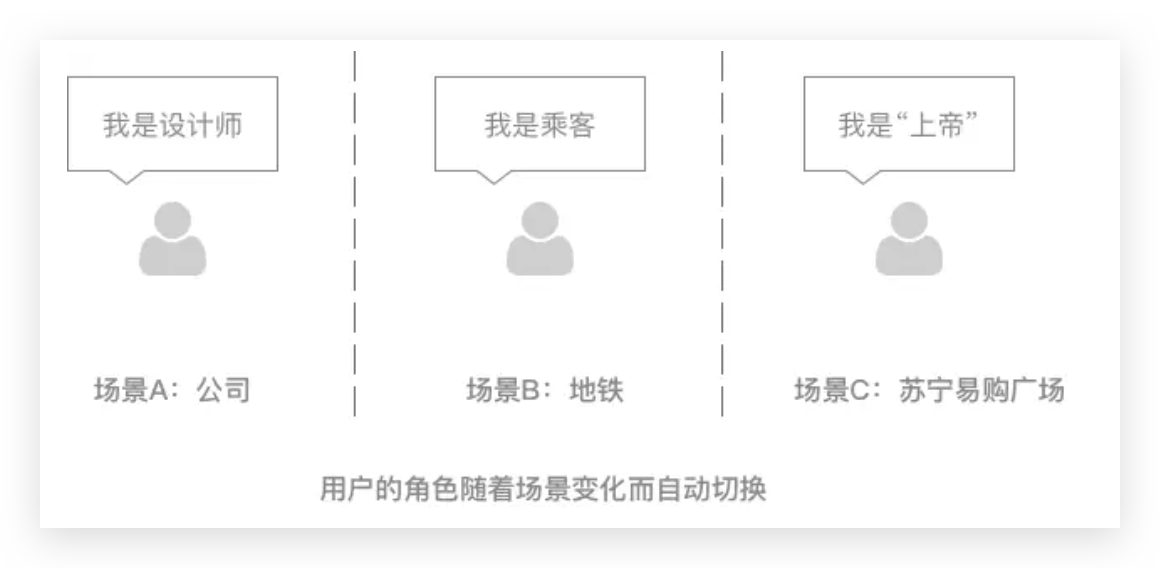 我是设计师
我是乘客
我是“上帝”
场景A：公司
场景B：地铁
场景C：苏宁易购广场
用户的角色随着场景变化而自动切换